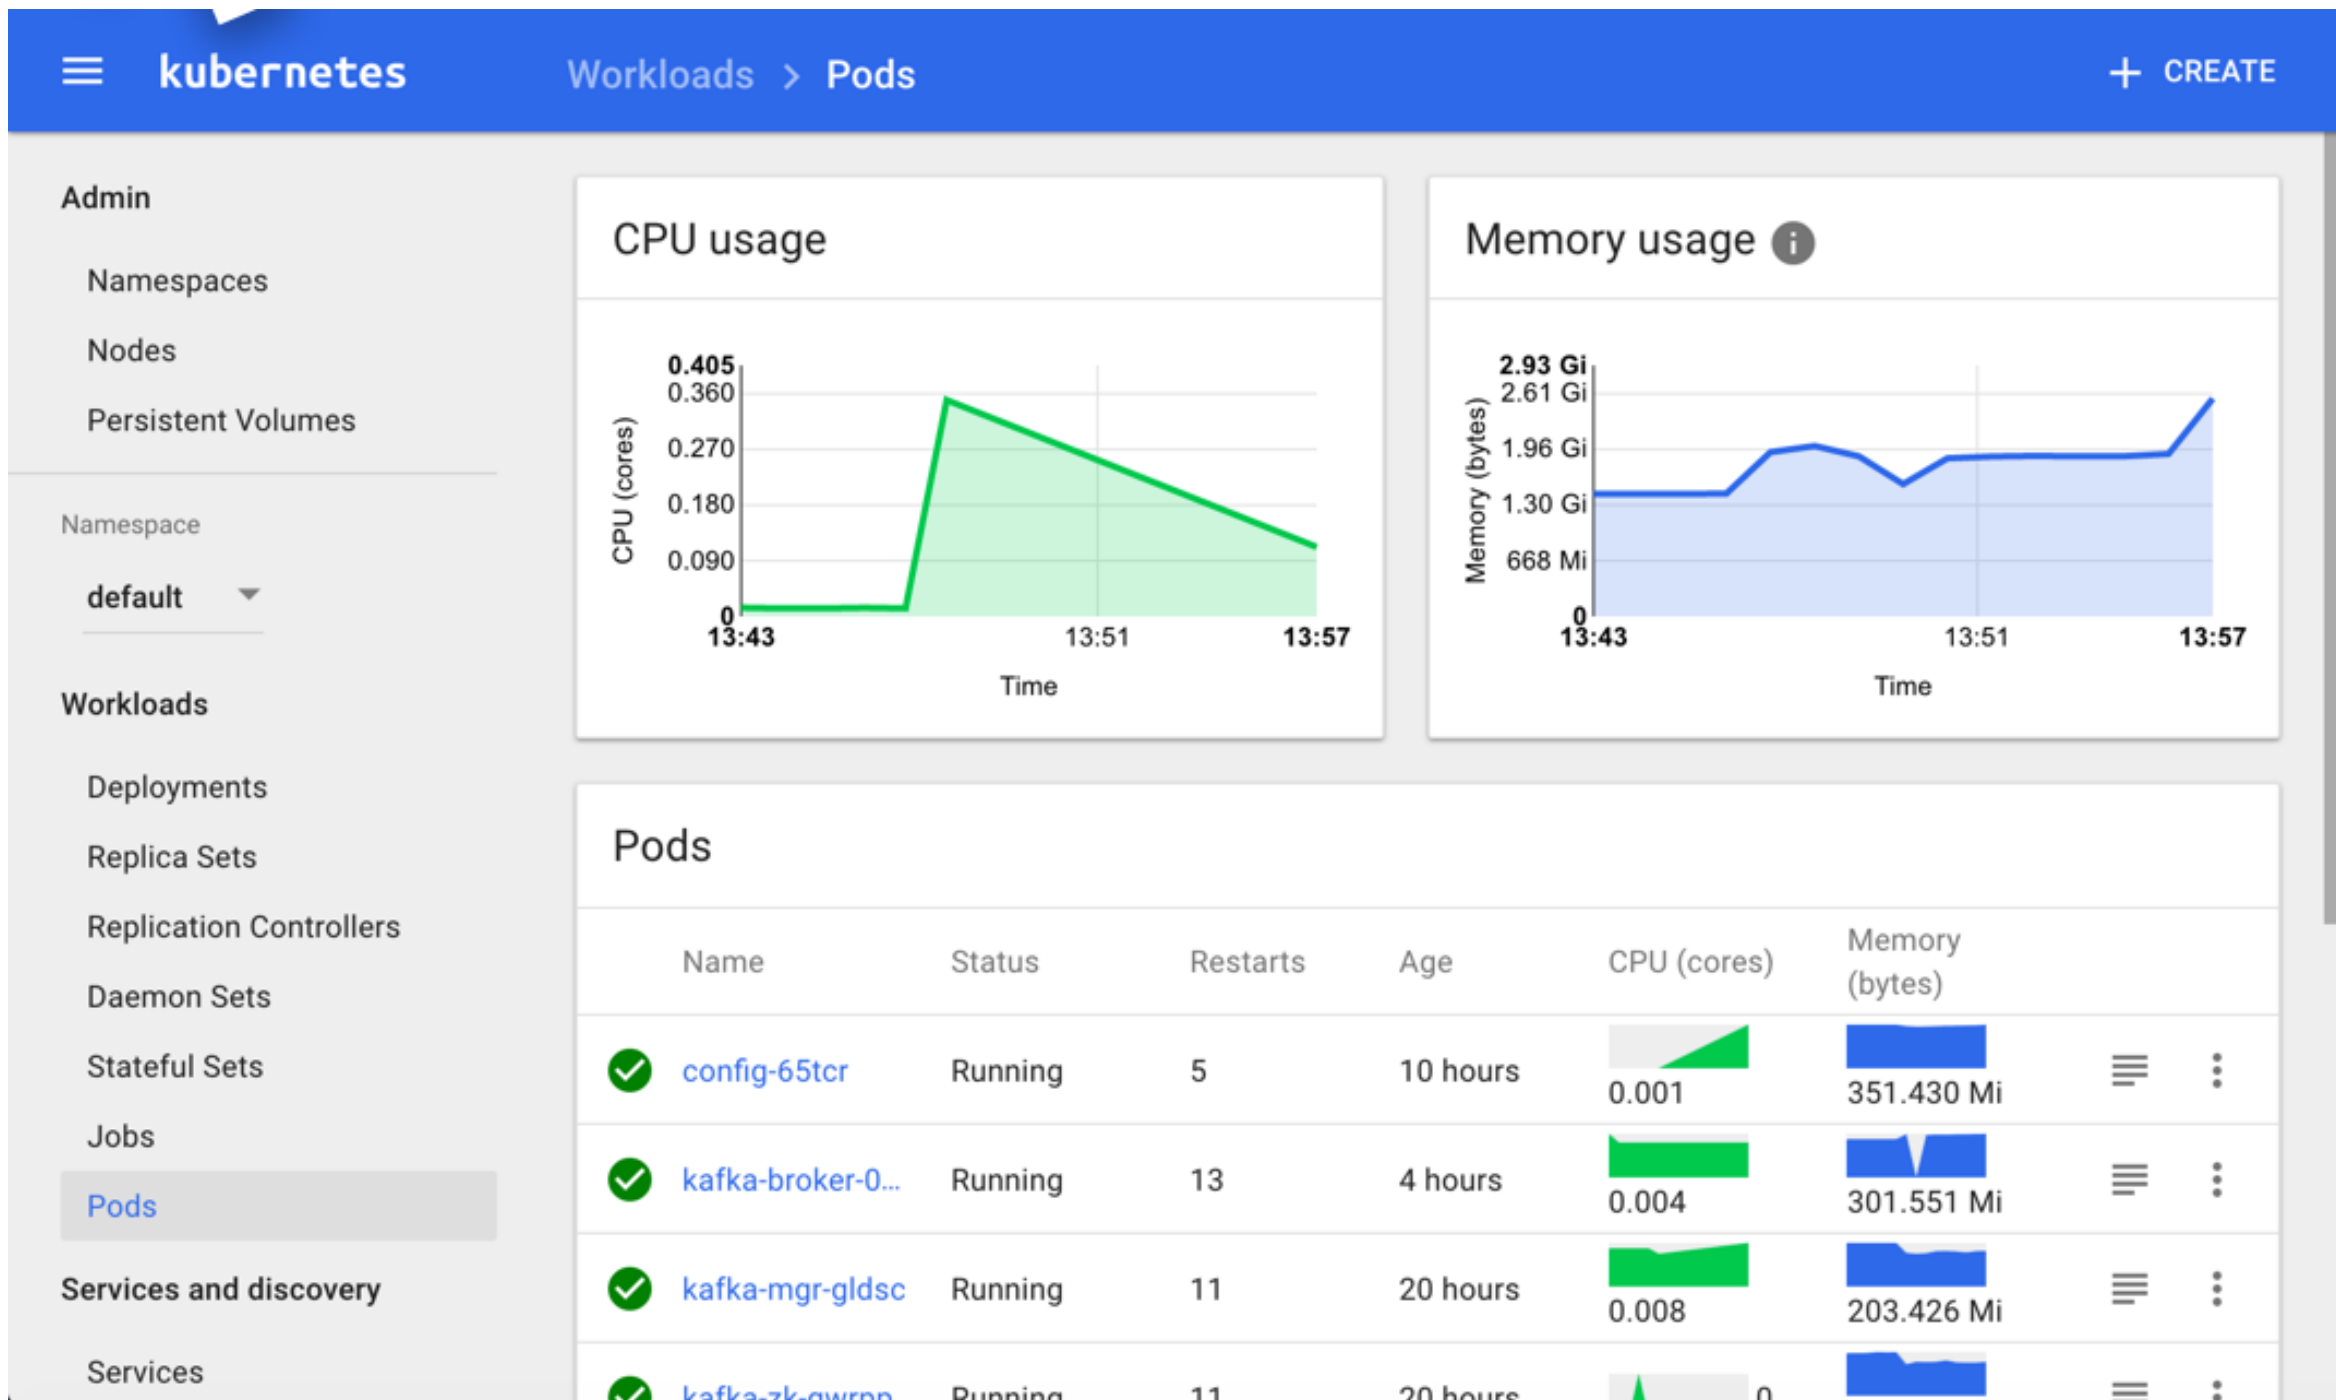 kubernetes
Workloads > Pods
+ CREATE
Admin
Namespaces
Nodes
Persistent Volumes
Namespace
default
Workloads
Deployments
Replica Sets
Replication Controllers
Daemon Sets
Stateful Sets
Jobs
Pods
Services and discovery
Services
CPU usage
CPU (cores)
0.405
0.360
0.270
0.180
0.090
0
13:43 13:51 13:57
Time
Memory usage i
Memory (bytes)
2.93 Gi
2.61 Gi
1.96 Gi
1.30 Gi
668 Mi
0
13:43 13:51 13:57
Time
Pods
Name Status Restarts Age CPU (cores) Memory (bytes)
config-65tcr Running 5 10 hours 0.001 351.430 Mi
kafka-broker-0... Running 13 4 hours 0.004 301.551 Mi
kafka-mgr-gldsc Running 11 20 hours 0.008 203.426 Mi
Running 11 20 hours 0